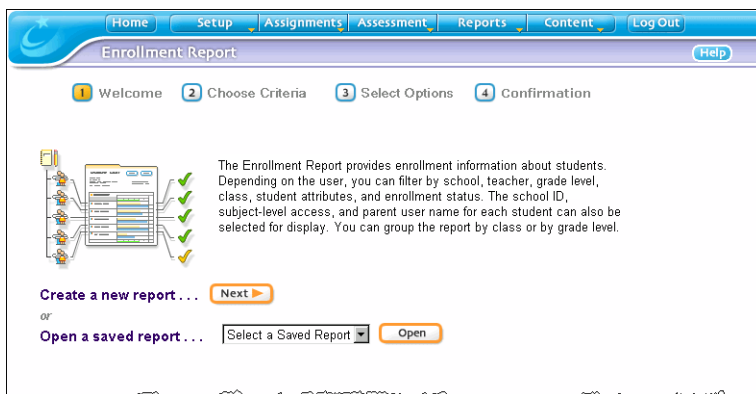 Home Setup Assignments Assessment Reports Content Log Out
Enrollment Report Help
1 Welcome 2 Choose Criteria 3 Select Options 4 Confirmation
The Enrollment Report provides enrollment information about students.
Depending on the user, you can filter by school, teacher, grade level,
class, student attributes, and enrollment status. The school ID,
subject-level access, and parent user name for each student can also be
selected for display. You can group the report by class or by grade level.
Create a new report . . . Next
or
Open a saved report . . . Select a Saved Report Open